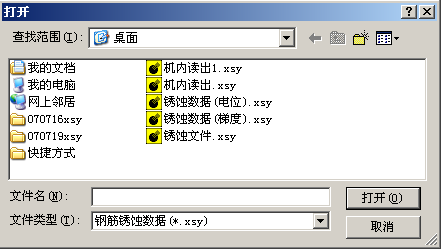 打开
查找范围(I): 桌面
我的文档
我的电脑
网上邻居
070716xsy
070719xsy
快捷方式
机内读出1.xsy
机内读出.xsy
锈蚀数据(电位).xsy
锈蚀数据(梯度).xsy
锈蚀文件.xsy
文件名(N): 打开(O)
文件类型(T): 钢筋锈蚀数据(*.xsy) 取消